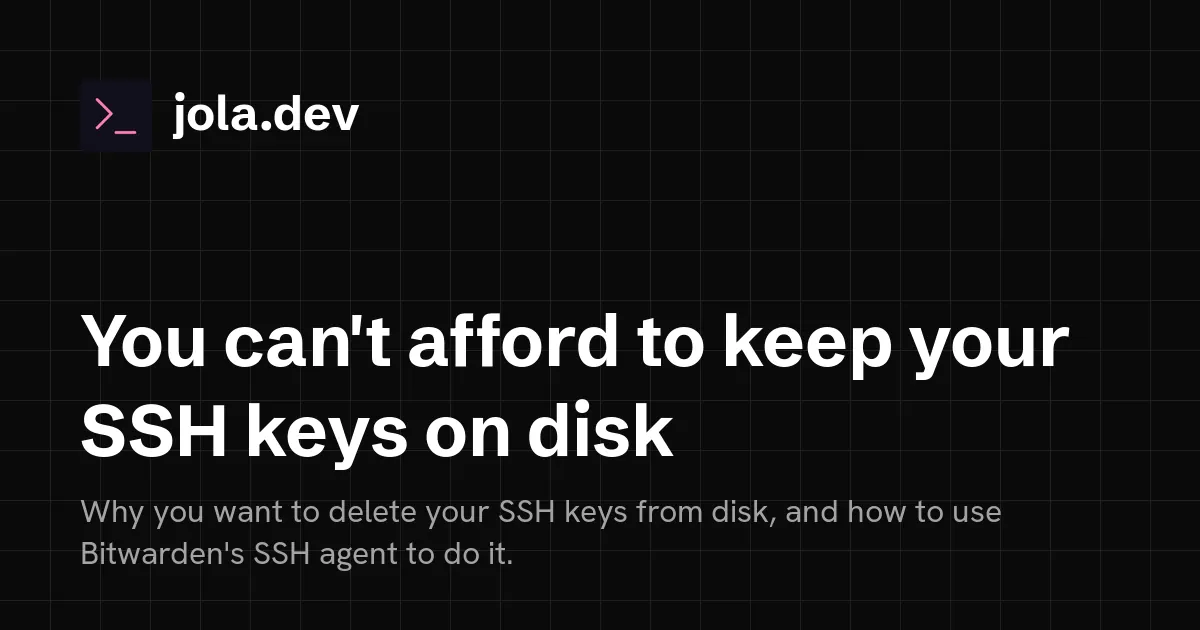 jola.dev
You can't afford to keep your
SSH keys on disk
Why you want to delete your SSH keys from disk, and how to use
Bitwarden's SSH agent to do it.